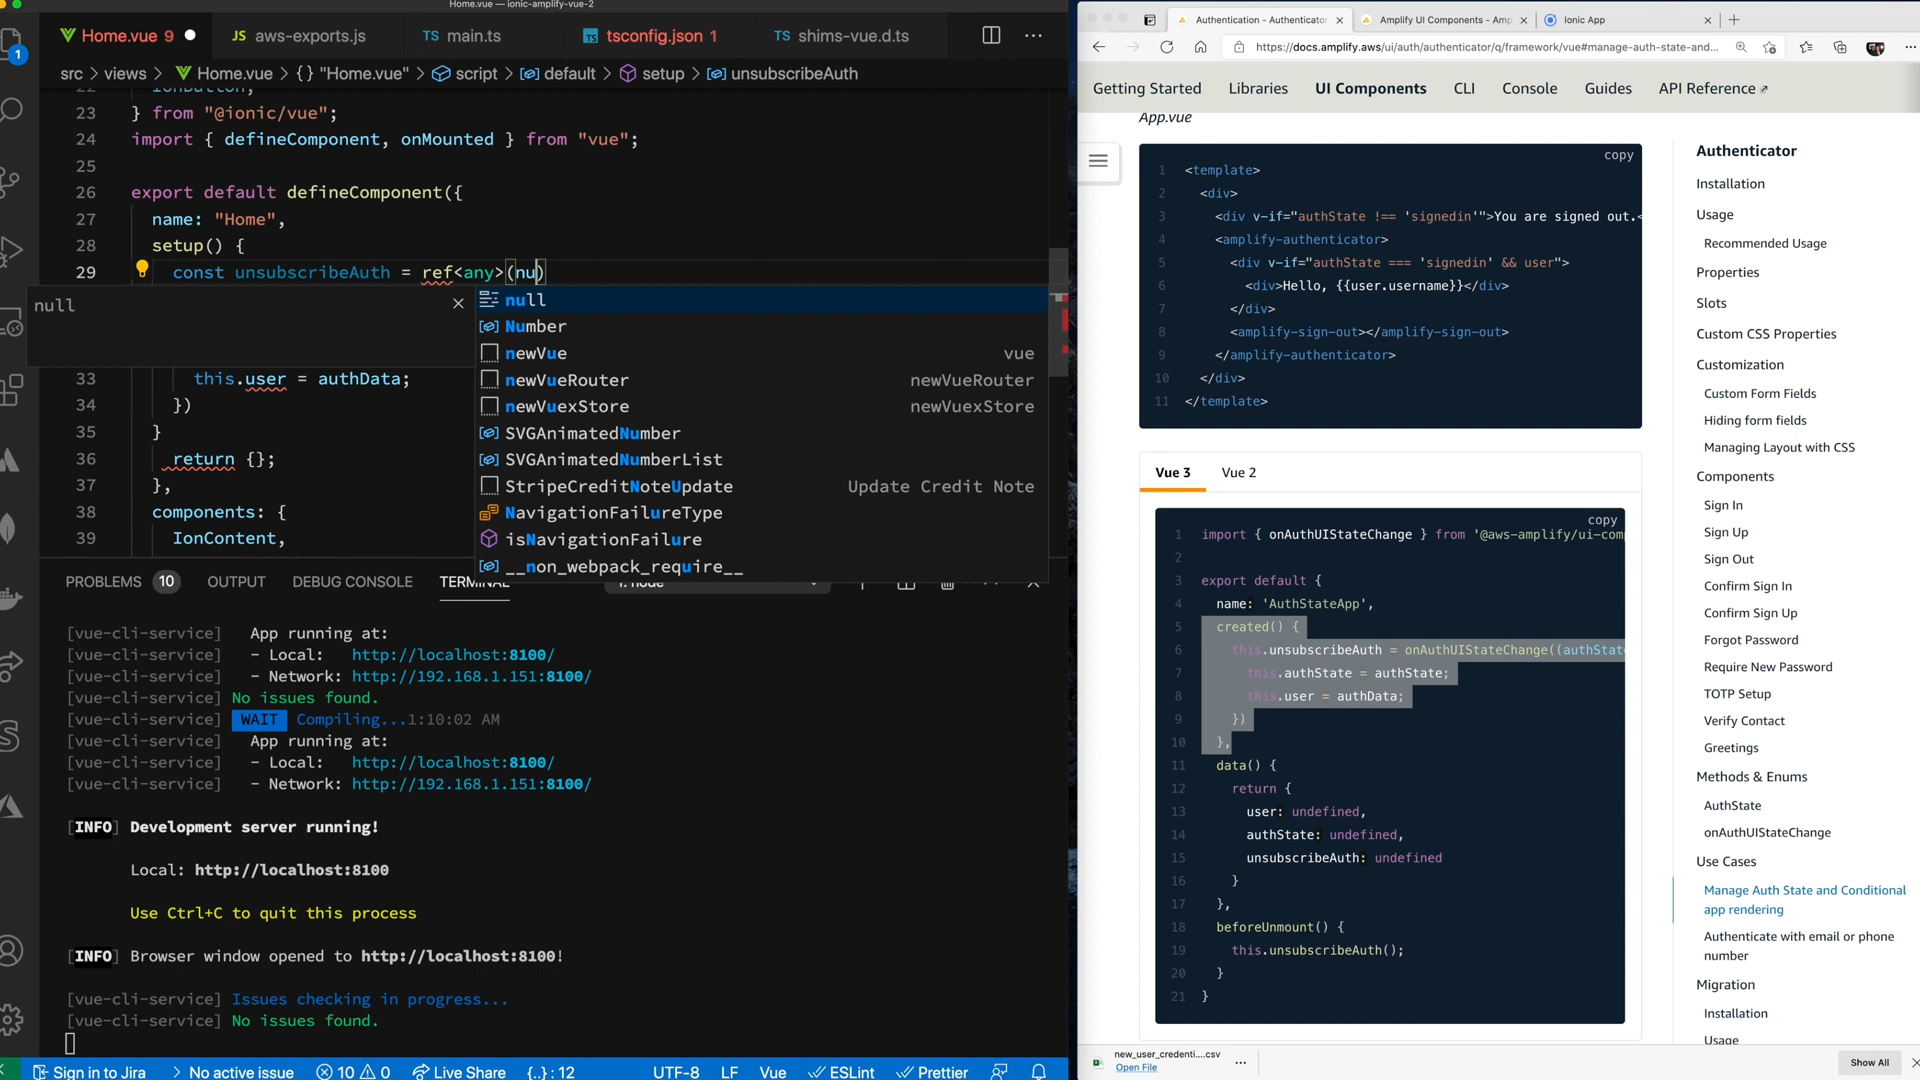 Home.vue — ionic-amplify-vue-2
Home.vue 9
aws-exports.js
main.ts
tsconfig.json 1
shims-vue.d.ts
src > views > Home.vue > {} "Home.vue" > script > default > setup > unsubscribeAuth
IonButton,
23 } from "@ionic/vue";
24 import { defineComponent, onMounted } from "vue";
25
26 export default defineComponent({
27 name: "Home",
28 setup() {
29 const unsubscribeAuth = ref<any>(nu)
null
null
Number
newVue vue
newVueRouter newVueRouter
newVuexStore newVuexStore
SVGAnimatedNumber
SVGAnimatedNumberList
StripeCreditNoteUpdate Update Credit Note
NavigationFailureType
isNavigationFailure
__non_webpack_require__
33 this.user = authData;
34 })
35 }
36 return {};
37 },
38 components: {
39 IonContent,
PROBLEMS 10 OUTPUT DEBUG CONSOLE TERMINAL
[vue-cli-service] App running at:
[vue-cli-service] - Local: http://localhost:8100/
[vue-cli-service] - Network: http://192.168.1.151:8100/
[vue-cli-service] No issues found.
[vue-cli-service] WAIT Compiling...1:10:02 AM
[vue-cli-service] App running at:
[vue-cli-service] - Local: http://localhost:8100/
[vue-cli-service] - Network: http://192.168.1.151:8100/
[INFO] Development server running!
Local: http://localhost:8100
Use Ctrl+C to quit this process
[INFO] Browser window opened to http://localhost:8100!
[vue-cli-service] Issues checking in progress...
[vue-cli-service] No issues found.
Sign in to Jira
No active issue
10 0
Live Share
{..} : 12
UTF-8
LF
Vue
ESLint
Prettier
Authentication - Authenticator
Amplify UI Components - Amp
Ionic App
https://docs.amplify.aws/ui/auth/authenticator/q/framework/vue#manage-auth-state-and...
Getting Started Libraries UI Components CLI Console Guides API Reference
App.vue
copy
1 <template>
2 <div>
3 <div v-if="authState !== 'signedin'">You are signed out.<
4 <amplify-authenticator>
5 <div v-if="authState === 'signedin' && user">
6 <div>Hello, {{user.username}}</div>
7 </div>
8 <amplify-sign-out></amplify-sign-out>
9 </amplify-authenticator>
10 </div>
11 </template>
Vue 3 Vue 2
copy
1 import { onAuthUIStateChange } from '@aws-amplify/ui-com
2
3 export default {
4 name: 'AuthStateApp',
5 created() {
6 this.unsubscribeAuth = onAuthUIStateChange((authState
7 this.authState = authState;
8 this.user = authData;
9 })
10 },
11 data() {
12 return {
13 user: undefined,
14 authState: undefined,
15 unsubscribeAuth: undefined
16 }
17 },
18 beforeUnmount() {
19 this.unsubscribeAuth();
20 }
21 }
Authenticator
Installation
Usage
Recommended Usage
Properties
Slots
Custom CSS Properties
Customization
Custom Form Fields
Hiding form fields
Managing Layout with CSS
Components
Sign In
Sign Up
Sign Out
Confirm Sign In
Confirm Sign Up
Forgot Password
Require New Password
TOTP Setup
Verify Contact
Greetings
Methods & Enums
AuthState
onAuthUIStateChange
Use Cases
Manage Auth State and Conditional
app rendering
Authenticate with email or phone
number
Migration
Installation
Usage
new_user_credenti....csv
Open File
Show All